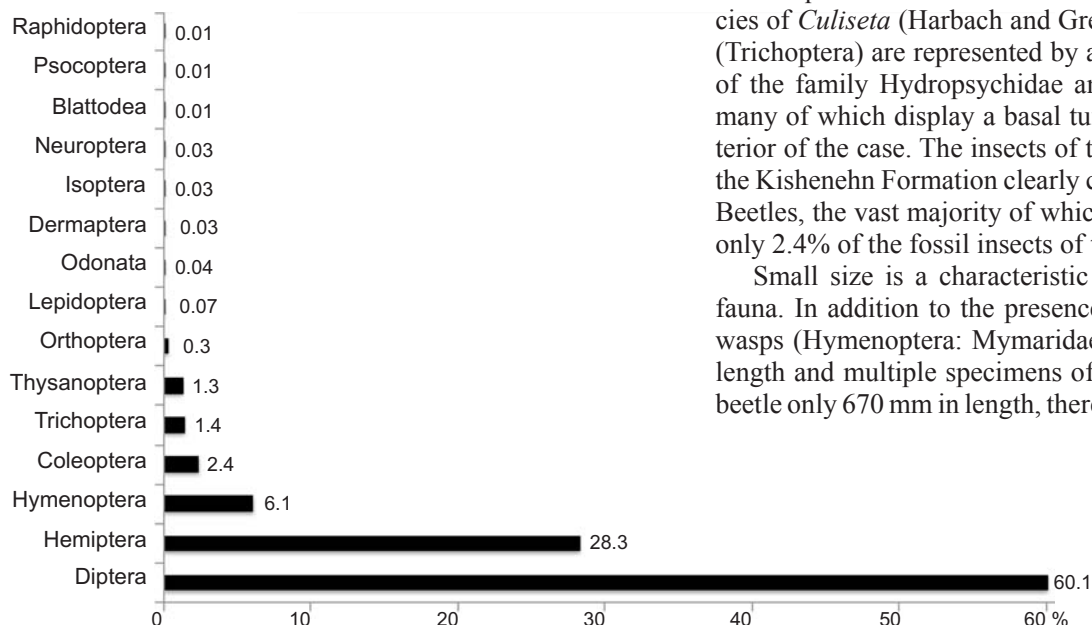 Raphidoptera 0.01
Psocoptera 0.01
Blattodea 0.01
Neuroptera 0.03
Isoptera 0.03
Dermaptera 0.03
Odonata 0.04
Lepidoptera 0.07
Orthoptera 0.3
Thysanoptera 1.3
Trichoptera 1.4
Coleoptera 2.4
Hymenoptera 6.1
Hemiptera 28.3
Diptera 60.1
0 10 20 30 40 50 60 %
cies of Culiseta (Harbach and Gre
(Trichoptera) are represented by a
of the family Hydropsychidae an
many of which display a basal tu
terior of the case. The insects of t
the Kishenehn Formation clearly c
Beetles, the vast majority of whic
only 2.4% of the fossil insects of
Small size is a characteristic
fauna. In addition to the presence
wasps (Hymenoptera: Mymaridae
length and multiple specimens of
beetle only 670 mm in length, ther